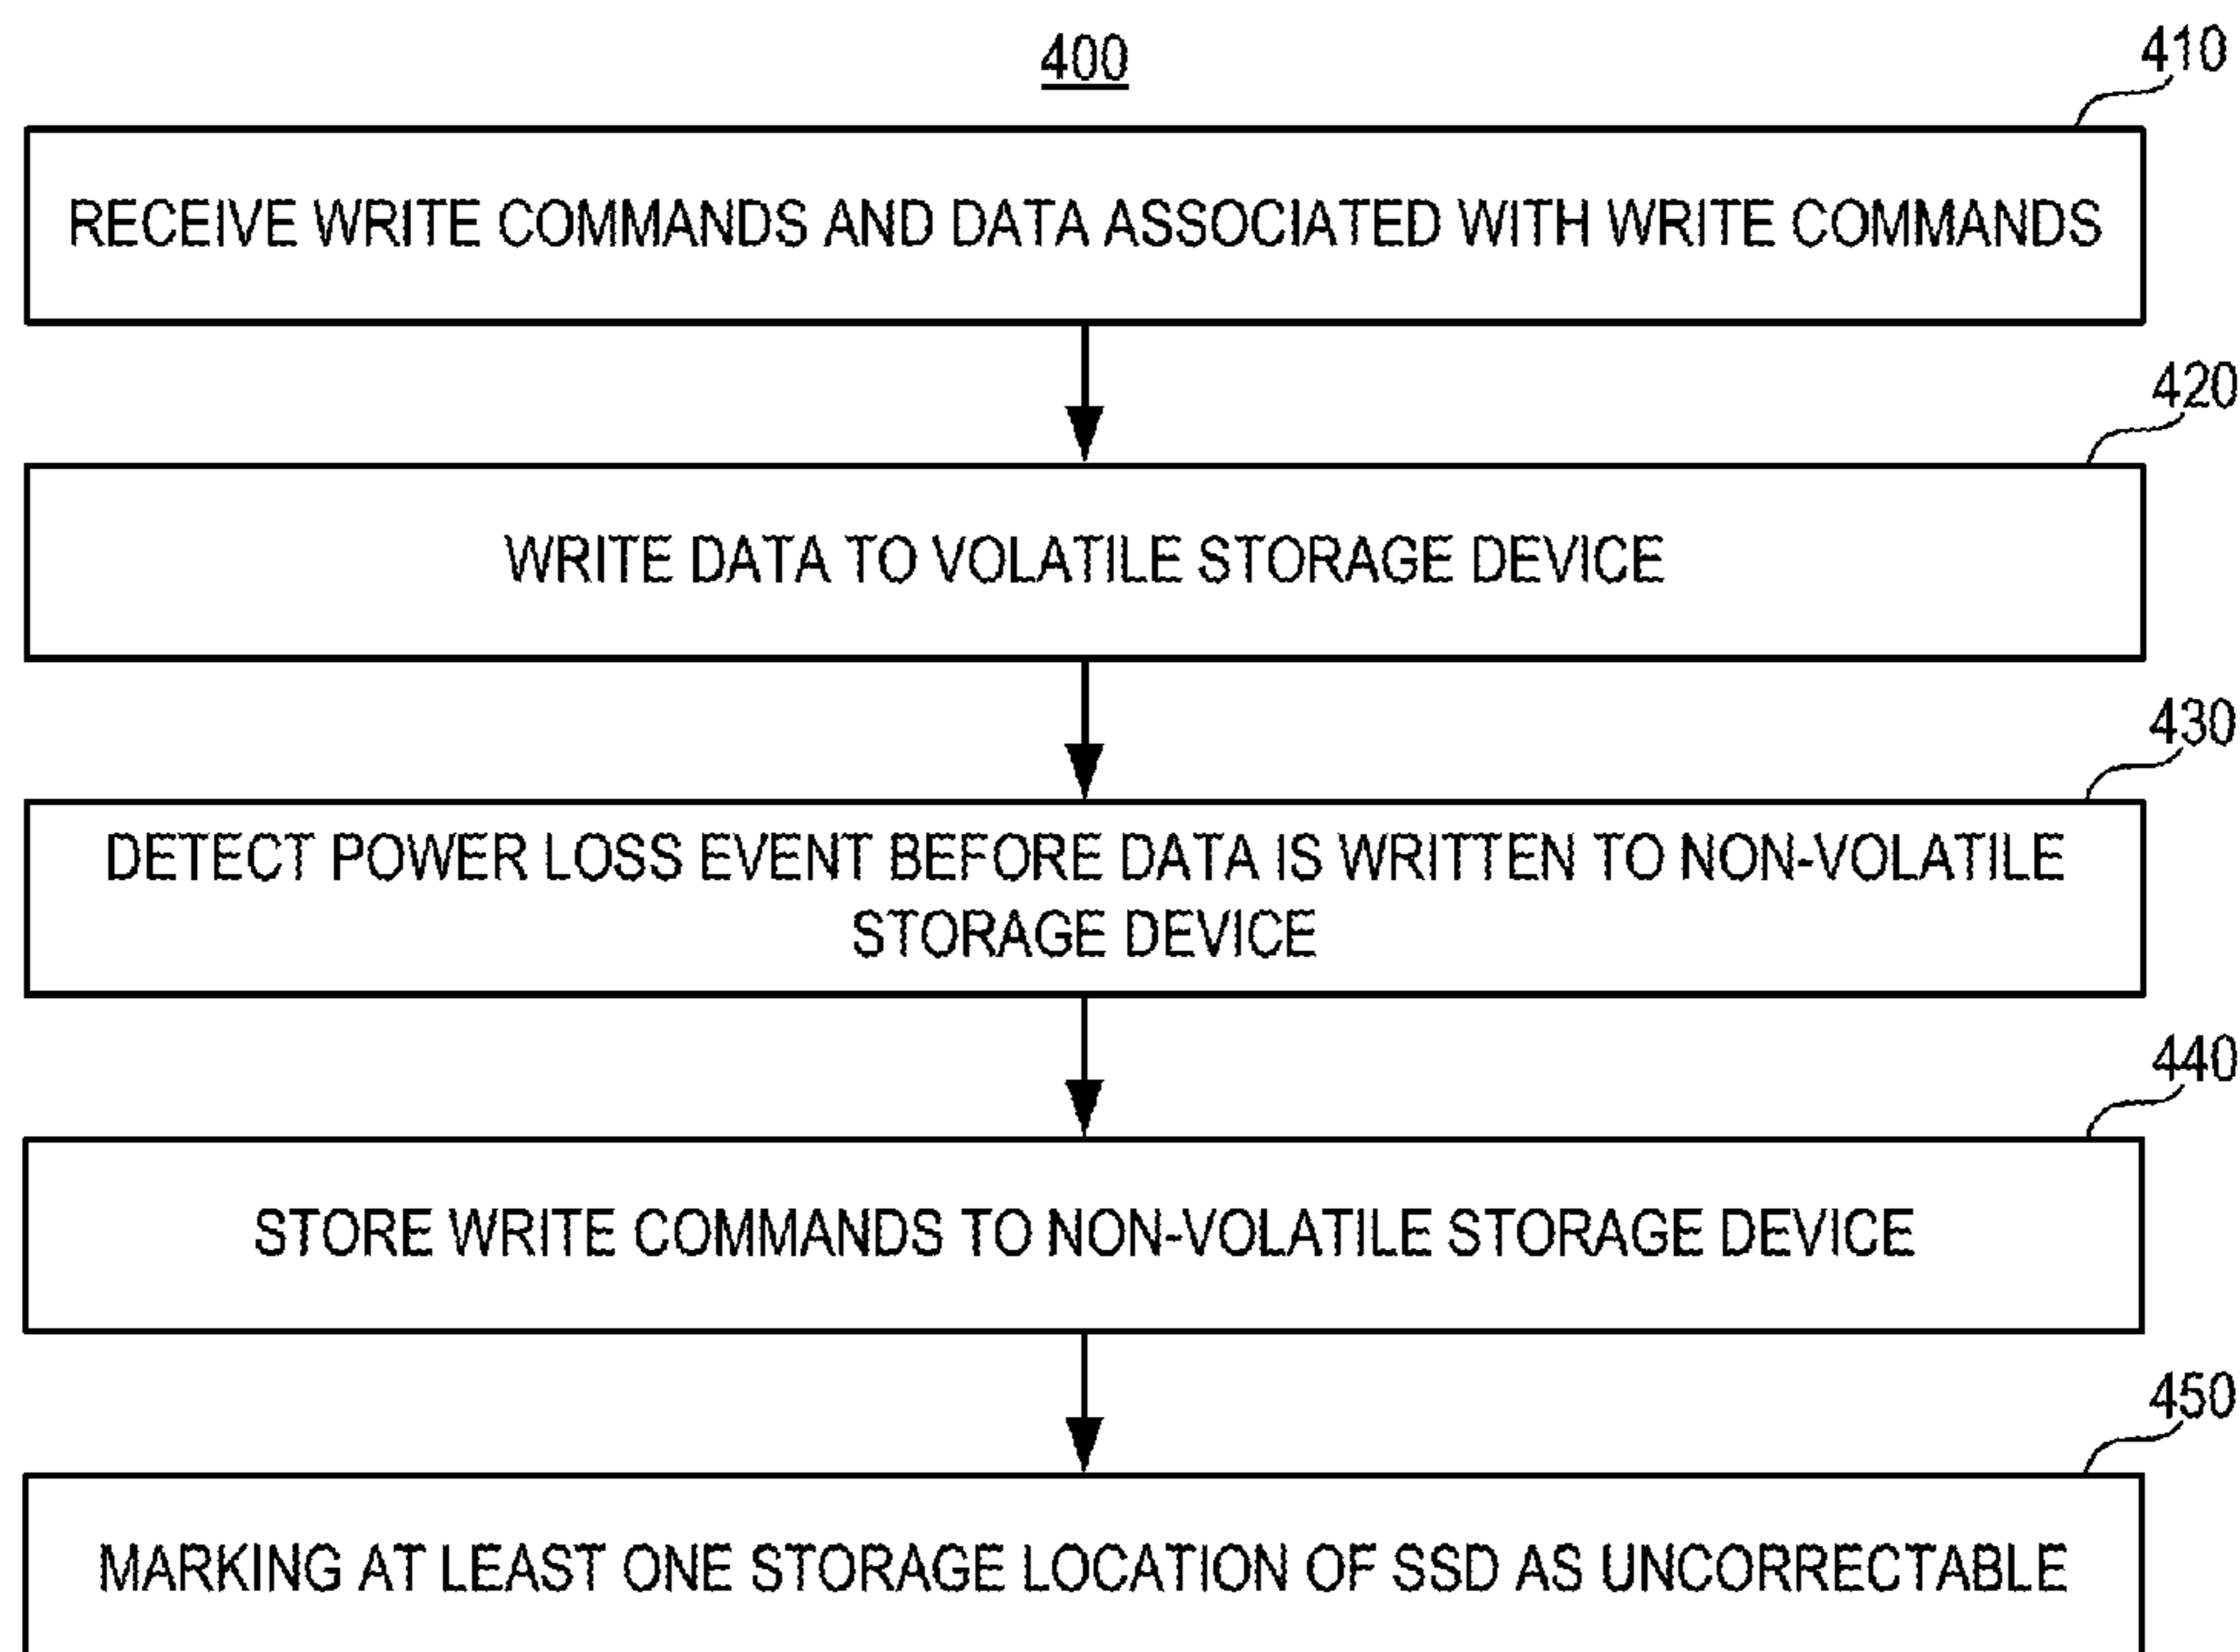 400
410
RECEIVE WRITE COMMANDS AND DATA ASSOCIATED WITH WRITE COMMANDS
420
WRITE DATA TO VOLATILE STORAGE DEVICE
430
DETECT POWER LOSS EVENT BEFORE DATA IS WRITTEN TO NON-VOLATILE
STORAGE DEVICE
440
STORE WRITE COMMANDS TO NON-VOLATILE STORAGE DEVICE
450
MARKING AT LEAST ONE STORAGE LOCATION OF SSD AS UNCORRECTABLE